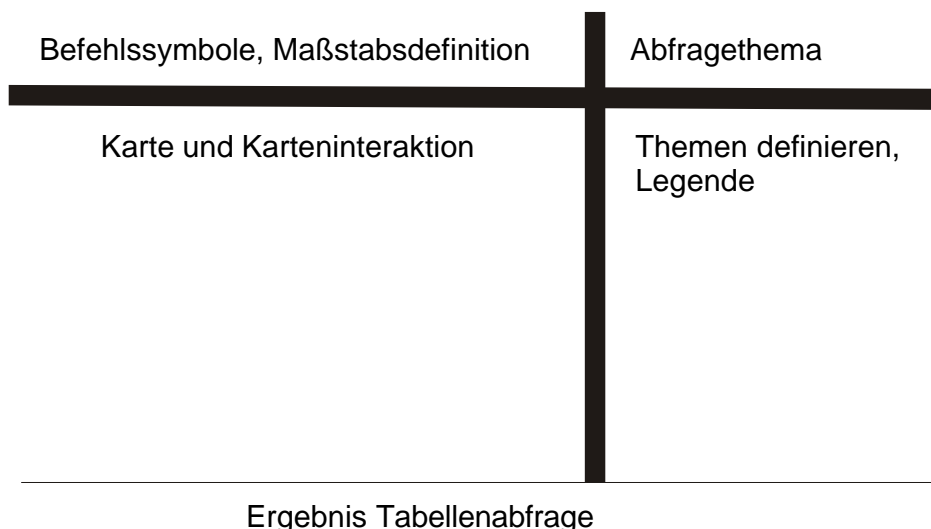 Befehlssymbole, Maßstabsdefinition
Abfragethema
Karte und Karteninteraktion
Themen definieren,
Legende
Ergebnis Tabellenabfrage